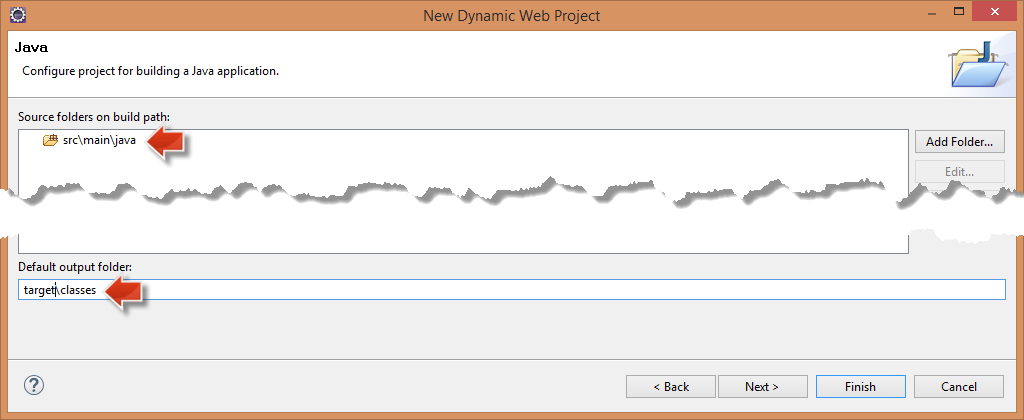 New Dynamic Web Project
Java
Configure project for building a Java application.
Source folders on build path:
src\main\java
Add Folder...
Edit...
Default output folder:
target\classes
< Back
Next >
Finish
Cancel